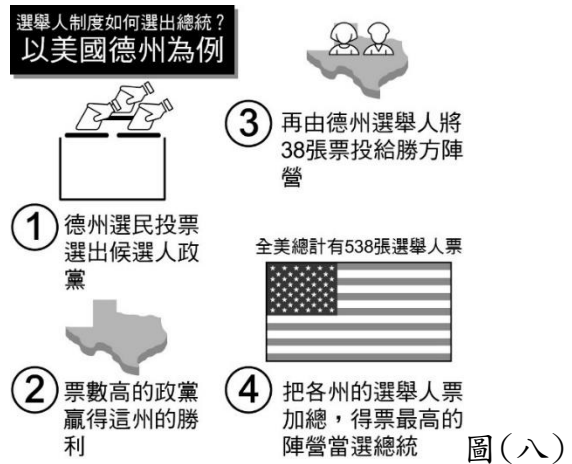 選舉人制度如何選出總統？
以美國德州為例
① 德州選民投票
選出候選人政
黨
② 票數高的政黨
贏得這州的勝
利
③ 再由德州選舉人將
38張票投給勝方陣
營
全美總計有538張選舉人票
④ 把各州的選舉人票
加總，得票最高的
陣營當選總統
圖(八)